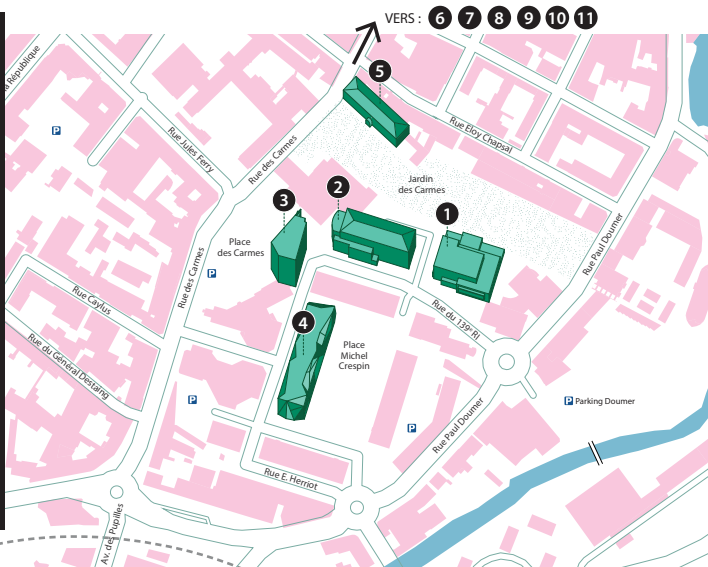 VERS : 6 7 8 9 10 11
5
la République
P
Rue Jules Ferry
Rue des Carmes
Rue Eloy Chapsal
Jardin
des Carmes
3
2
1
Place
des Carmes
P
Rue des Carmes
Rue Paul Doumer
Rue Caylus
Rue du Général Destaing
Rue du 139e RI
4
Place
Michel
Crespin
P
P Parking Doumer
P
Rue Paul Doumer
Rue E. Herriot
Av. des Pupilles